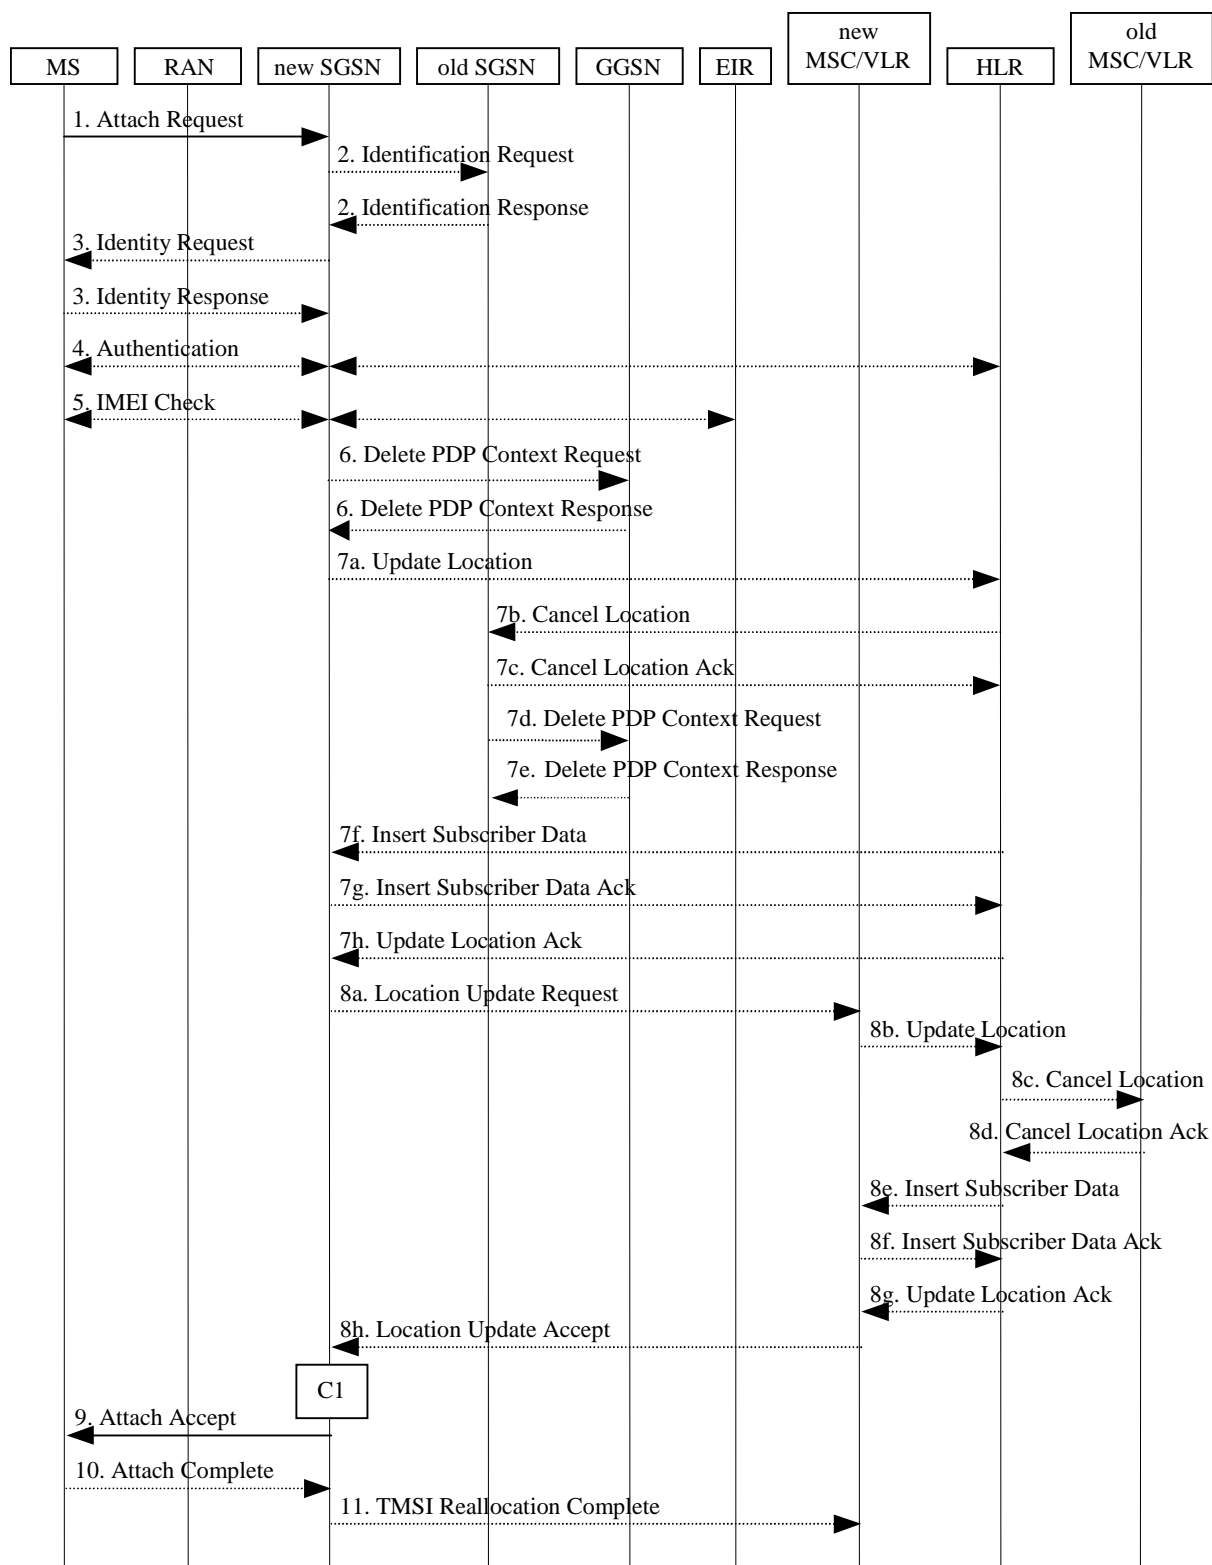 new
MSC/VLR
old
MSC/VLR
MS
RAN
new SGSN
old SGSN
GGSN
EIR
HLR
1. Attach Request
2. Identification Request
2. Identification Response
3. Identity Request
3. Identity Response
4. Authentication
5. IMEI Check
6. Delete PDP Context Request
6. Delete PDP Context Response
7a. Update Location
7b. Cancel Location
7c. Cancel Location Ack
7d. Delete PDP Context Request
7e. Delete PDP Context Response
7f. Insert Subscriber Data
7g. Insert Subscriber Data Ack
7h. Update Location Ack
8a. Location Update Request
8b. Update Location
8c. Cancel Location
8d. Cancel Location Ack
8e. Insert Subscriber Data
8f. Insert Subscriber Data Ack
8g. Update Location Ack
8h. Location Update Accept
C1
9. Attach Accept
10. Attach Complete
11. TMSI Reallocation Complete